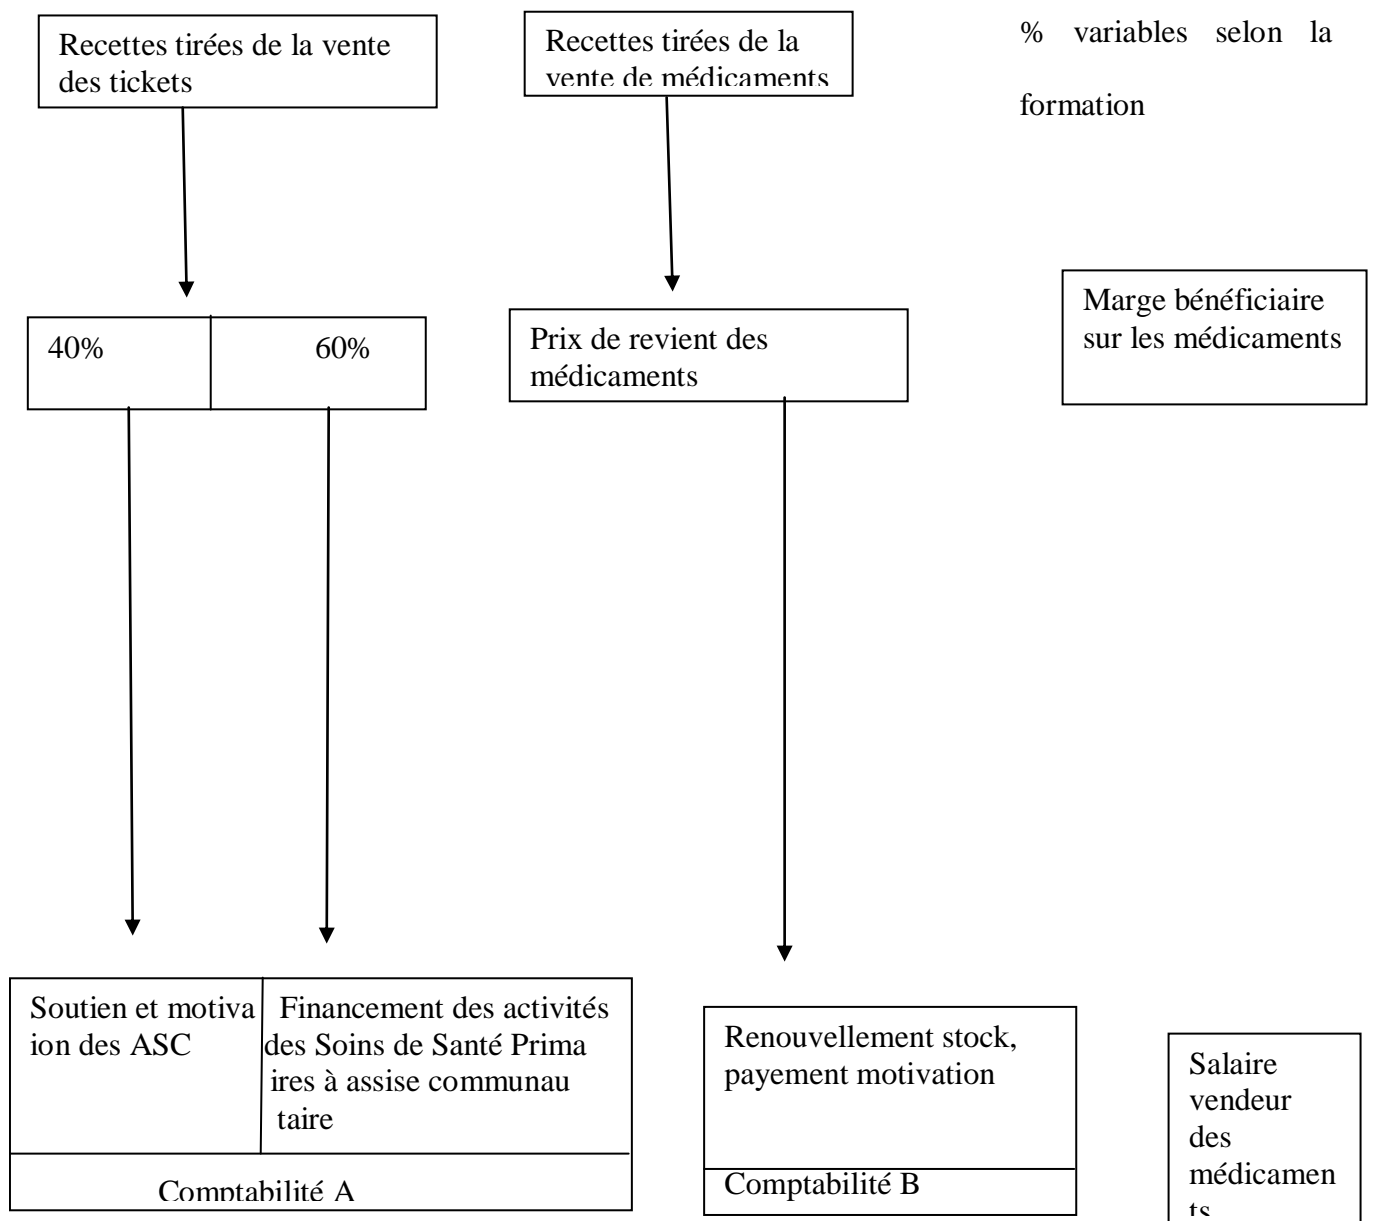 Recettes tirées de la vente
des tickets
Recettes tirées de la
vente de médicaments
% variables selon la
formation
40%
60%
Prix de revient des
médicaments
Marge bénéficiaire
sur les médicaments
Soutien et motiva
ion des ASC
Financement des activités
des Soins de Santé Prima
ires à assise communau
taire
Comptabilité A
Renouvellement stock,
payement motivation
Comptabilité B
Salaire
vendeur
des
médicamen
ts